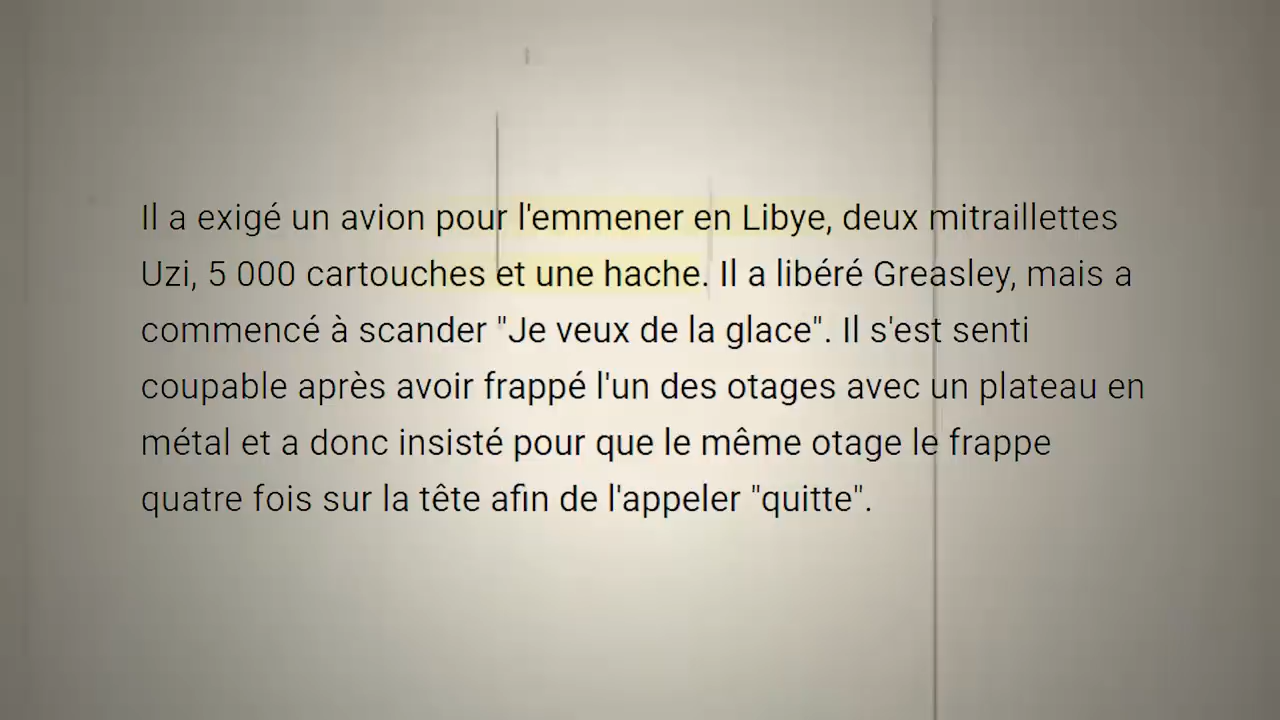 Il a exigé un avion pour l'emmener en Libye, deux mitraillettes
Uzi, 5 000 cartouches et une hache. Il a libéré Greasley, mais a
commencé à scander "Je veux de la glace". Il s'est senti
coupable après avoir frappé l'un des otages avec un plateau en
métal et a donc insisté pour que le même otage le frappe
quatre fois sur la tête afin de l'appeler "quitte".